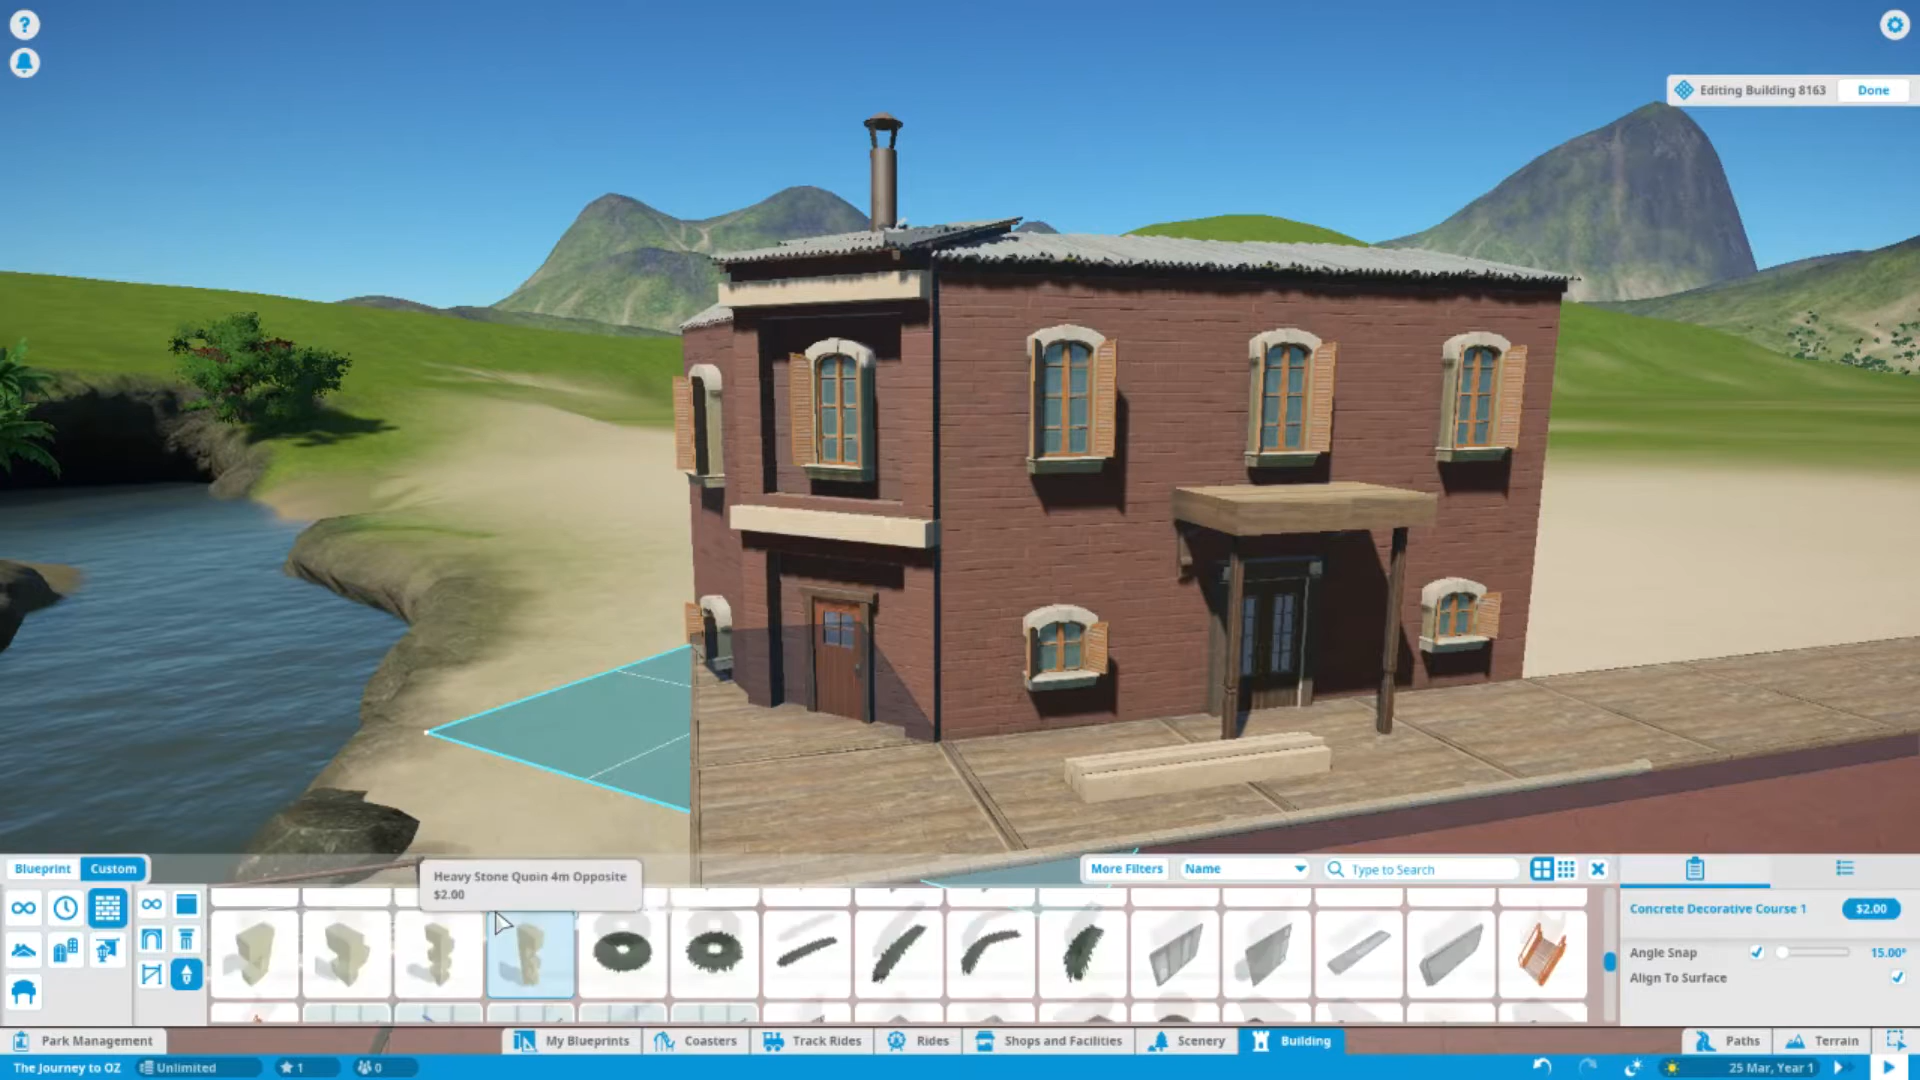 ?
Editing Building 8163
Done
Blueprint
Custom
Heavy Stone Quoin 4m Opposite
$2.00
More Filters
Name
Type to Search
Concrete Decorative Course 1
$2.00
Angle Snap
15.00°
Align To Surface
Park Management
My Blueprints
Coasters
Track Rides
Rides
Shops and Facilities
Scenery
Building
Paths
Terrain
The Journey to OZ
Unlimited
1
0
25 Mar, Year 1